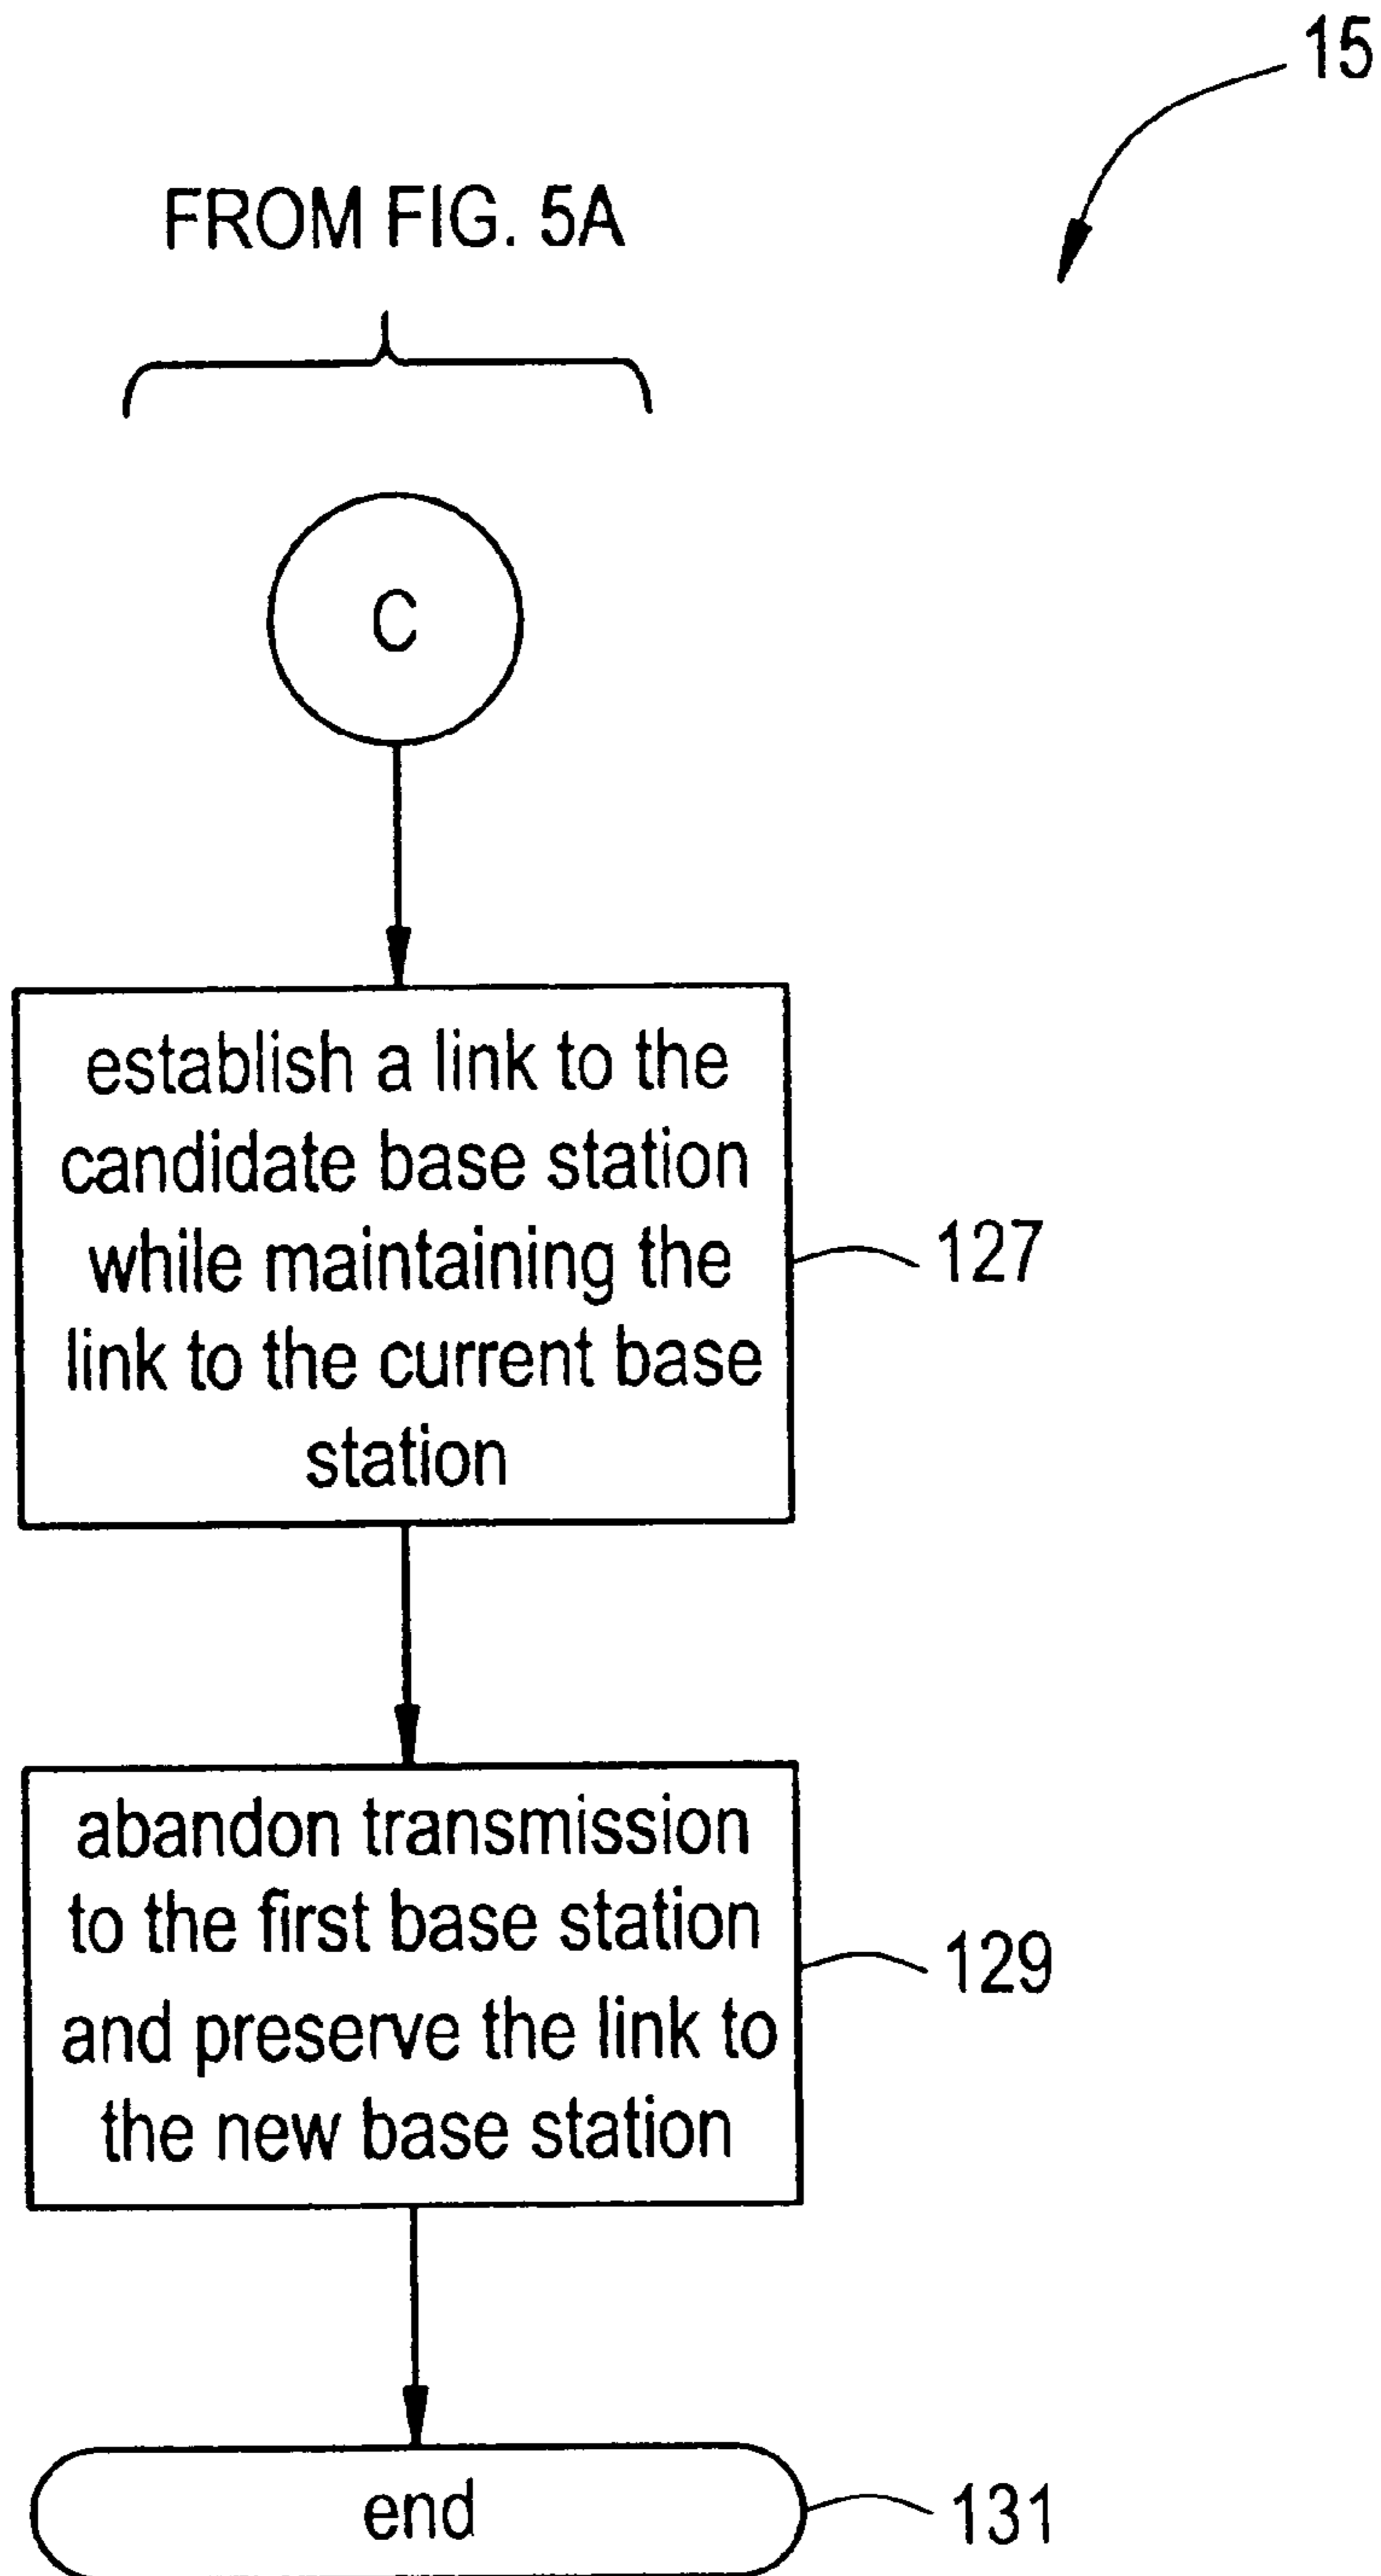 15
FROM FIG. 5A
C
establish a link to the
candidate base station
while maintaining the
link to the current base
station
127
abandon transmission
to the first base station
and preserve the link to
the new base station
129
end
131